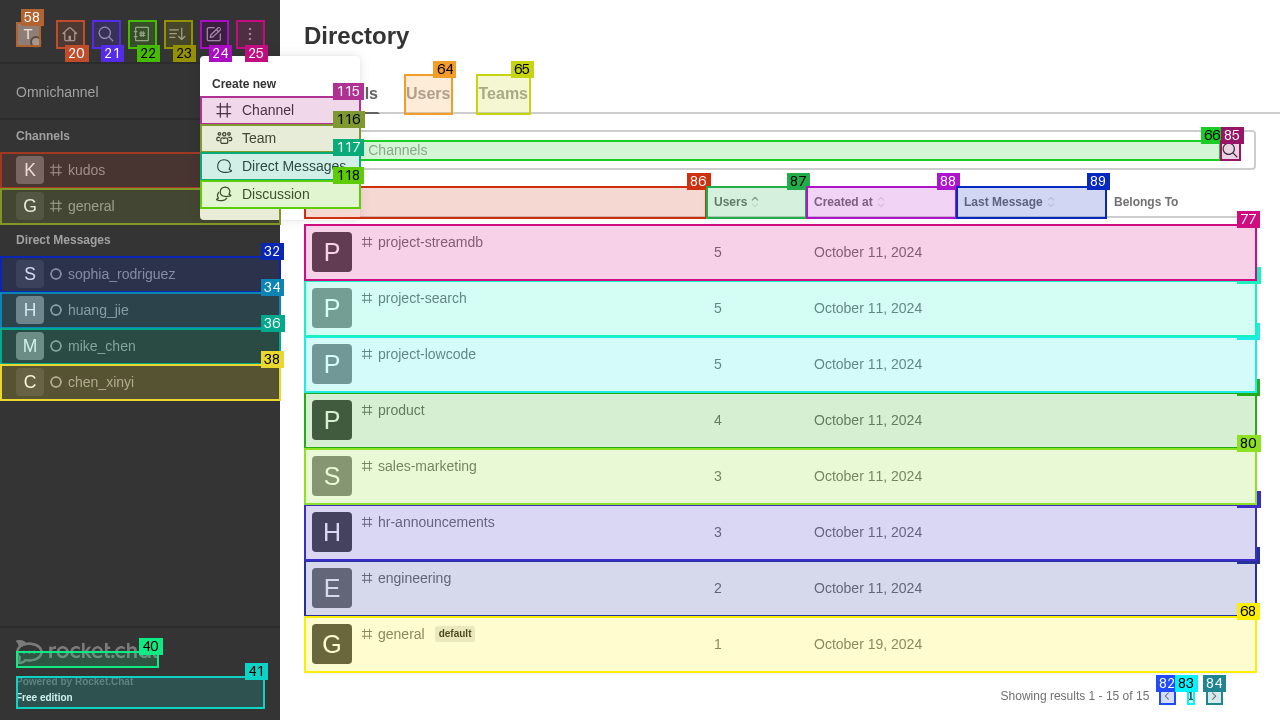 58
T
20 21 22 23 24 25
Directory
Omnichannel
Create new
Channel 115
Team 116
Direct Messages 117
Discussion 118
ls
Users 64
Teams 65
Channels
66 85
Channels
K kudos
G general
Direct Messages
S sophia_rodriguez 32
H huang_jie 34
M mike_chen 36
C chen_xinyi 38
86
Users 87
Created at 88
Last Message 89
Belongs To
77
P project-streamdb 5 October 11, 2024
P project-search 5 October 11, 2024
P project-lowcode 5 October 11, 2024
P product 4 October 11, 2024
80
S sales-marketing 3 October 11, 2024
H hr-announcements 3 October 11, 2024
E engineering 2 October 11, 2024
68
G general default 1 October 19, 2024
rocket.cha 40
41
Powered by Rocket.Chat
Free edition
82 83 84
Showing results 1 - 15 of 15 1